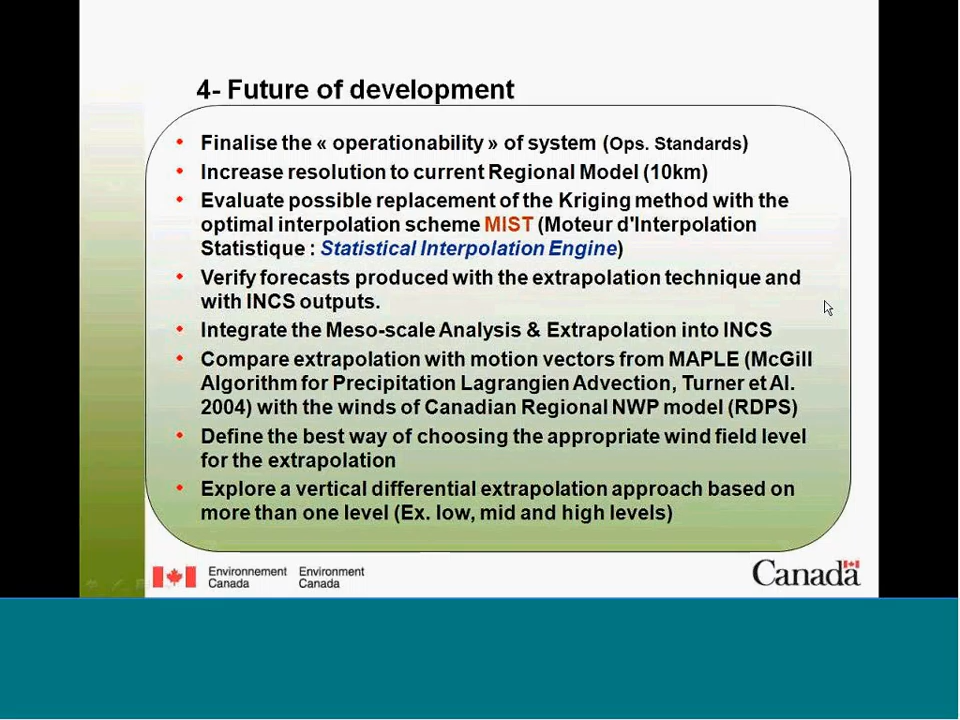 4- Future of development
• Finalise the « operationability » of system (Ops. Standards)
• Increase resolution to current Regional Model (10km)
• Evaluate possible replacement of the Kriging method with the
optimal interpolation scheme MIST (Moteur d'Interpolation
Statistique : Statistical Interpolation Engine)
• Verify forecasts produced with the extrapolation technique and
with INCS outputs.
• Integrate the Meso-scale Analysis & Extrapolation into INCS
• Compare extrapolation with motion vectors from MAPLE (McGill
Algorithm for Precipitation Lagrangien Advection, Turner et Al.
2004) with the winds of Canadian Regional NWP model (RDPS)
• Define the best way of choosing the appropriate wind field level
for the extrapolation
• Explore a vertical differential extrapolation approach based on
more than one level (Ex. low, mid and high levels)
Environnement Environment
Canada Canada
Canada